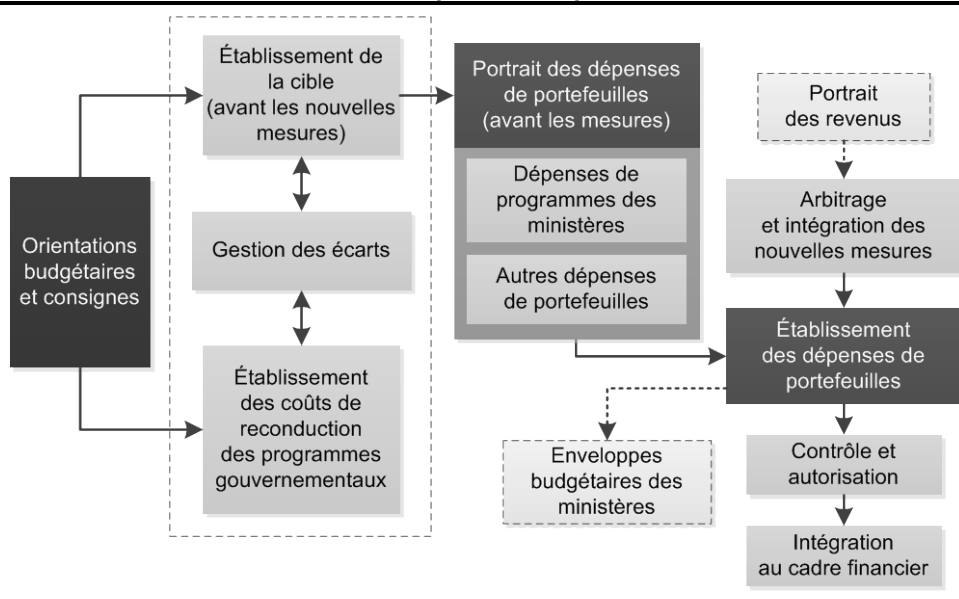 Orientations
budgétaires
et consignes
Établissement de
la cible
(avant les nouvelles
mesures)
Gestion des écarts
Établissement
des coûts de
reconduction
des programmes
gouvernementaux
Portrait des dépenses
de portefeuilles
(avant les mesures)
Dépenses de
programmes des
ministères
Autres dépenses
de portefeuilles
Portrait
des revenus
Arbitrage
et intégration des
nouvelles mesures
Établissement
des dépenses de
portefeuilles
Enveloppes
budgétaires des
ministères
Contrôle et
autorisation
Intégration
au cadre financier